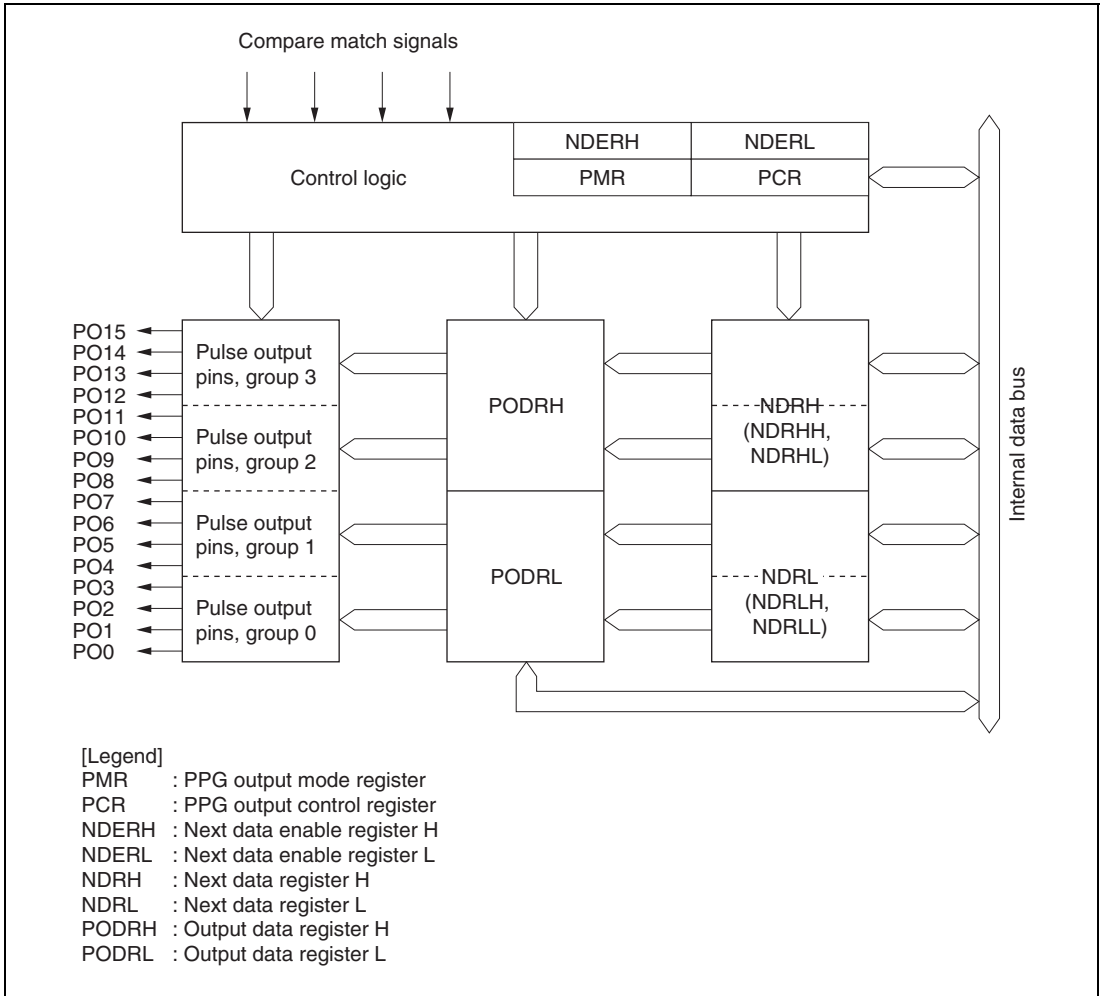 Compare match signals
NDERH NDERL
Control logic PMR PCR
PO15
PO14
PO13
PO12
PO11
PO10
PO9
PO8
PO7
PO6
PO5
PO4
PO3
PO2
PO1
PO0
Pulse output
pins, group 3
Pulse output
pins, group 2
Pulse output
pins, group 1
Pulse output
pins, group 0
PODRH
PODRL
NDRH
(NDRHH,
NDRHL)
NDRL
(NDRLH,
NDRLL)
Internal data bus
[Legend]
PMR : PPG output mode register
PCR : PPG output control register
NDERH : Next data enable register H
NDERL : Next data enable register L
NDRH : Next data register H
NDRL : Next data register L
PODRH : Output data register H
PODRL : Output data register L